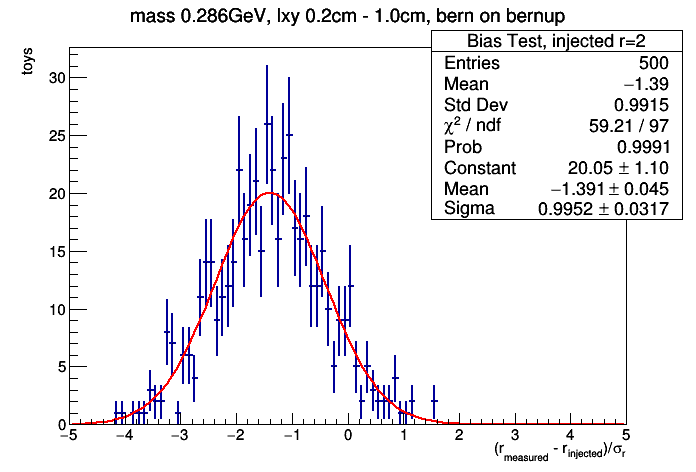 mass 0.286GeV, lxy 0.2cm - 1.0cm, bern on bernup
Bias Test, injected r=2
Entries 500
Mean −1.39
Std Dev 0.9915
χ² / ndf 59.21 / 97
Prob 0.9991
Constant 20.05 ± 1.10
Mean −1.391 ± 0.045
Sigma 0.9952 ± 0.0317
toys
30
25
20
15
10
5
0
−5 −4 −3 −2 −1 0 1 2 3 4 5
(r_measured - r_injected)/σ_r